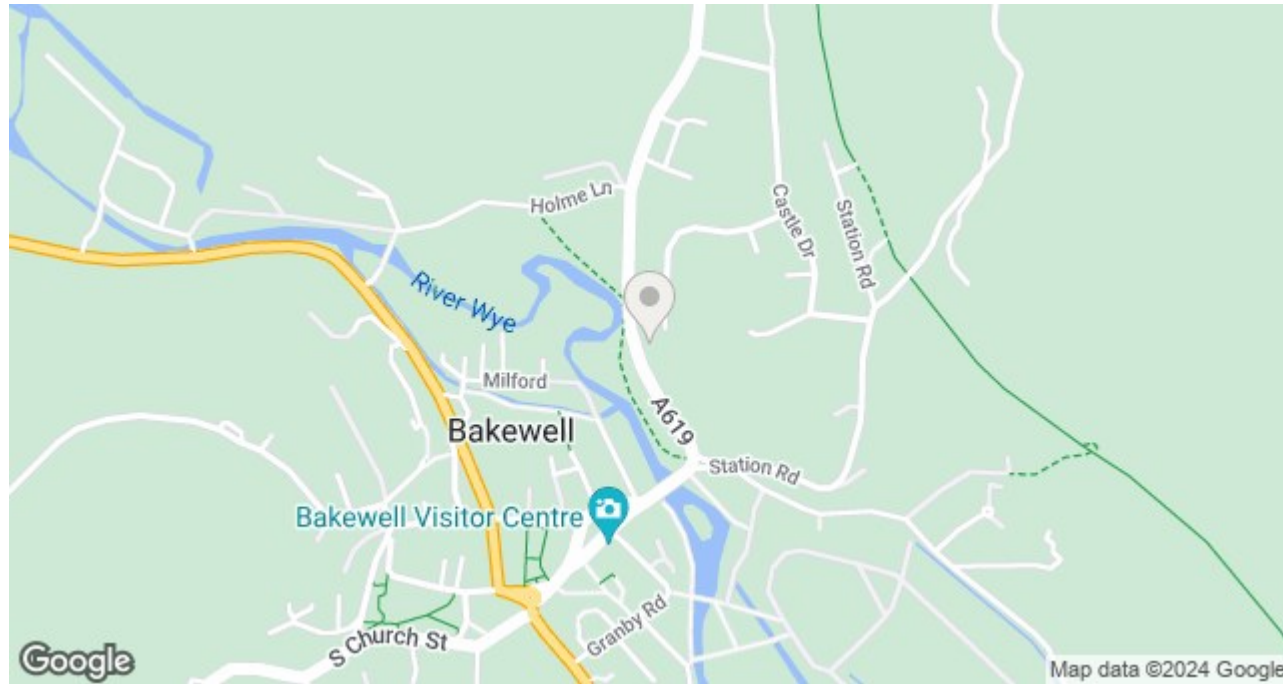 Holme Ln
Castle Dr
Station Rd
River Wye
Milford
A619
Bakewell
Station Rd
Bakewell Visitor Centre
Granby Rd
S Church St
Google
Map data ©2024 Google